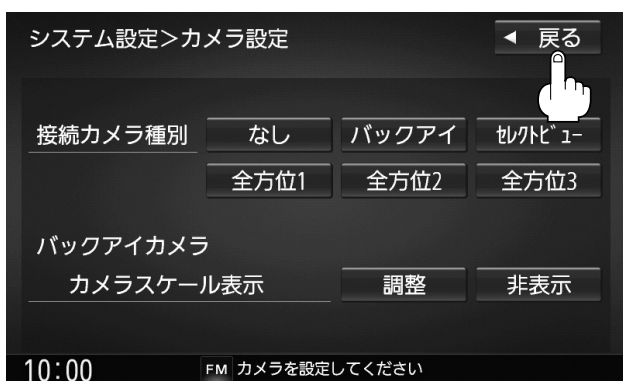 システム設定＞カメラ設定
◀ 戻る
接続カメラ種別 なし バックアイ ｾﾚｸﾄﾋﾞｭｰ
全方位1 全方位2 全方位3
バックアイカメラ
カメラスケール表示 調整 非表示
10:00 FM カメラを設定してください